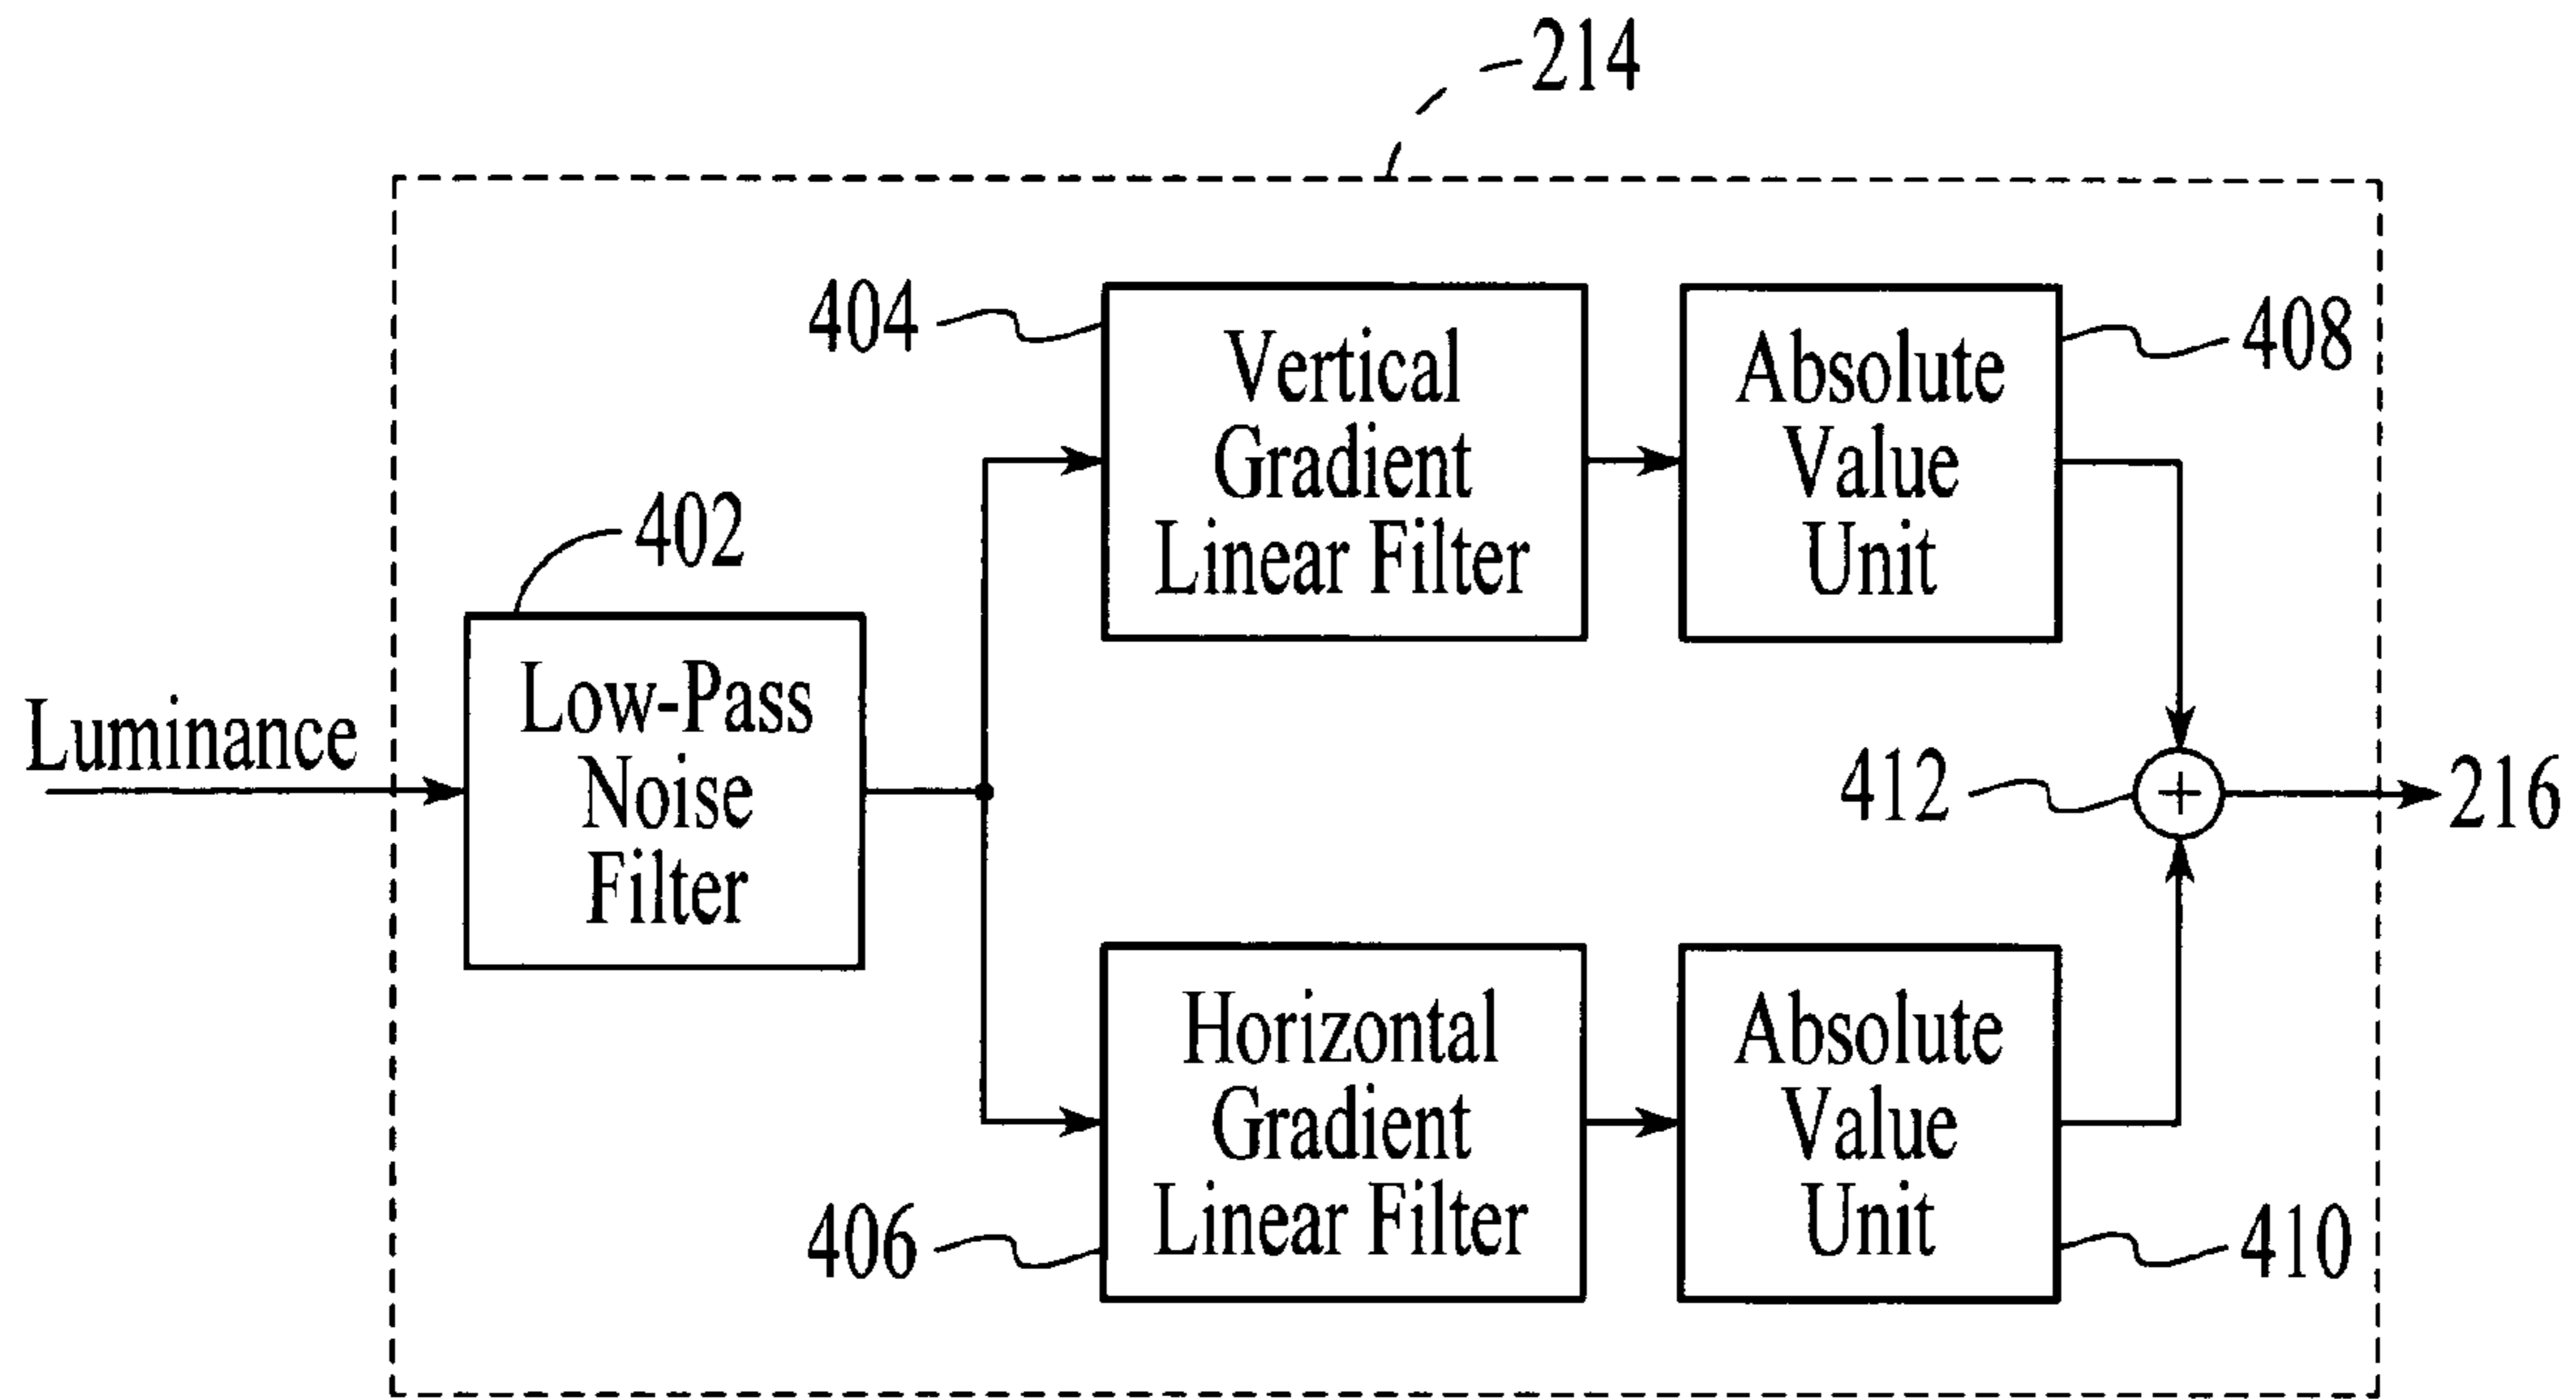 214
404
Vertical
Gradient
Linear Filter
Absolute
Value
Unit
408
402
Low-Pass
Noise
Filter
Luminance
412
+
216
Horizontal
Gradient
Linear Filter
406
Absolute
Value
Unit
410